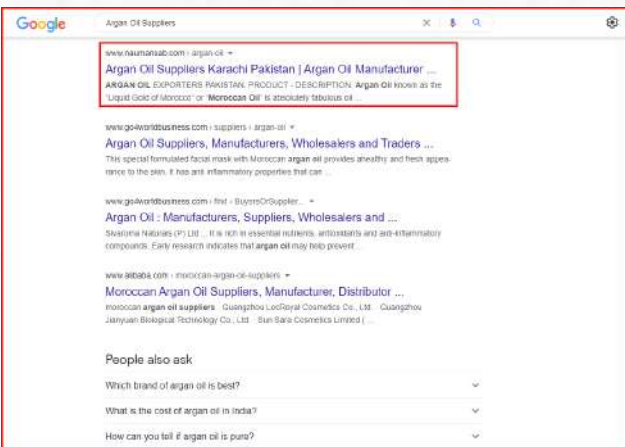 Google
Argan Oil Suppliers
www.naumansab.com › argan-oil
Argan Oil Suppliers Karachi Pakistan | Argan Oil Manufacturer ...
ARGAN OIL EXPORTERS PAKISTAN. PRODUCT - DESCRIPTION. Argan Oil known as the
"Liquid Gold of Morocco" or "Moroccan Oil" is absolutely fabulous oil ...
www.go4worldbusiness.com › suppliers › argan-oil
Argan Oil Suppliers, Manufacturers, Wholesalers and Traders ...
This special formulated facial mask with Moroccan argan oil provides ahealthy and fresh appea-
rance to the skin. It has anti inflammatory properties that can ...
www.go4worldbusiness.com › find › BuyersOrSupplier...
Argan Oil : Manufacturers, Suppliers, Wholesalers and ...
Sivaroma Naturals (P) Ltd ... It is rich in essential nutrients, antioxidants and anti-inflammatory
compounds. Early research indicates that argan oil may help prevent ...
www.alibaba.com › moroccan-argan-oil-suppliers
Moroccan Argan Oil Suppliers, Manufacturer, Distributor ...
moroccan argan oil suppliers Guangzhou LeoRoyal Cosmetics Co., Ltd. Guangzhou
Jianyuan Biological Technology Co., Ltd. Sun Sara Cosmetics Limited ( ...
People also ask
Which brand of argan oil is best?
What is the cost of argan oil in India?
How can you tell if argan oil is pure?